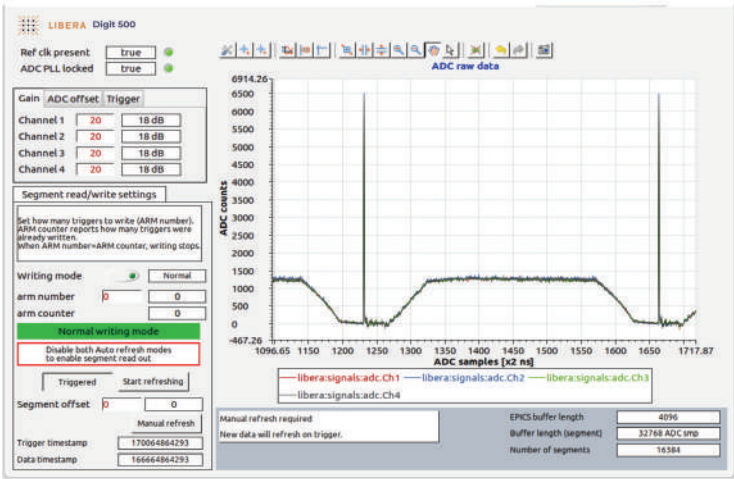 LIBERA Digit 500
Ref clk present true
ADC PLL locked true
Gain ADC offset Trigger
Channel 1 20 18 dB
Channel 2 20 18 dB
Channel 3 20 18 dB
Channel 4 20 18 dB
Segment read/write settings
Set how many triggers to write (ARM number).
ARM counter reports how many triggers were
already written.
When ARM number=ARM counter, writing stops.
Writing mode Normal
arm number 0 0
arm counter 0
Normal writing mode
Disable both Auto refresh modes
to enable segment read out
Triggered Start refreshing
Segment offset 0 0
Manual refresh
Trigger timestamp 170064864293
Data timestamp 166664864293
ADC raw data
6914.26
6500
6000
5500
5000
4500
4000
3500
3000
2500
2000
1500
1000
500
0
-467.26
ADC counts
1096.65 1150 1200 1250 1300 1350 1400 1450 1500 1550 1600 1650 1717.87
ADC samples [x2 ns]
libera:signals:adc.Ch1 libera:signals:adc.Ch2 libera:signals:adc.Ch3
libera:signals:adc.Ch4
Manual refresh required
New data will refresh on trigger.
EPICS buffer length 4096
Buffer length (segment) 32768 ADC smp
Number of segments 16384